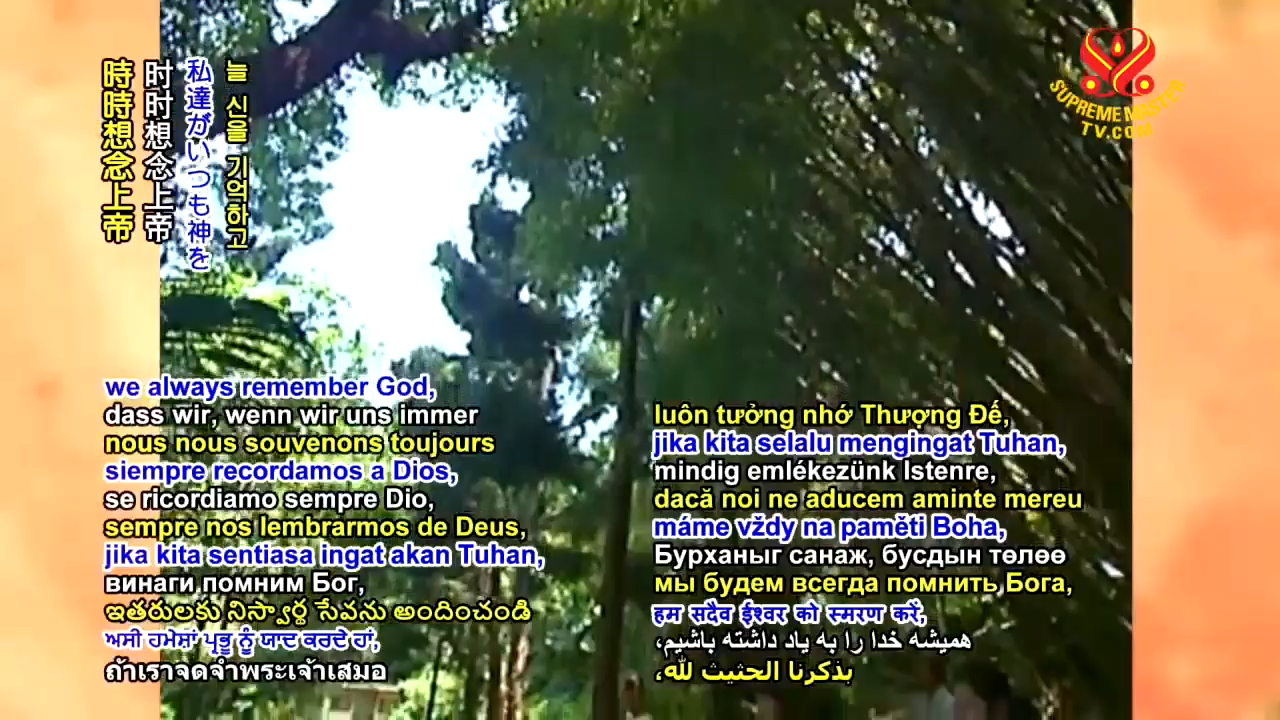 時時想念上帝
时时想念上帝
私達がいつも神を
늘 신을 기억하고
SUPREME MASTER
TV.COM
we always remember God,
dass wir, wenn wir uns immer
nous nous souvenons toujours
siempre recordamos a Dios,
se ricordiamo sempre Dio,
sempre nos lembrarmos de Deus,
jika kita sentiasa ingat akan Tuhan,
винаги помним Бог,
ఇతరులకు నిస్వార్థ సేవను అందించండి
ਅਸੀ ਹਮੇਸ਼ਾਂ ਪ੍ਰਭੂ ਨੂੰ ਯਾਦ ਕਰਦੇ ਹਾਂ,
ถ้าเราจดจำพระเจ้าเสมอ
luôn tưởng nhớ Thượng Đế,
jika kita selalu mengingat Tuhan,
mindig emlékezünk Istenre,
dacă noi ne aducem aminte mereu
máme vždy na paměti Boha,
Бурханыг санаж, бусдын төлөө
мы будем всегда помнить Бога,
हम सदैव ईश्वर को स्मरण करें,
همیشه خدا را به یاد داشته باشیم،
بذكرنا الحثيث لله،